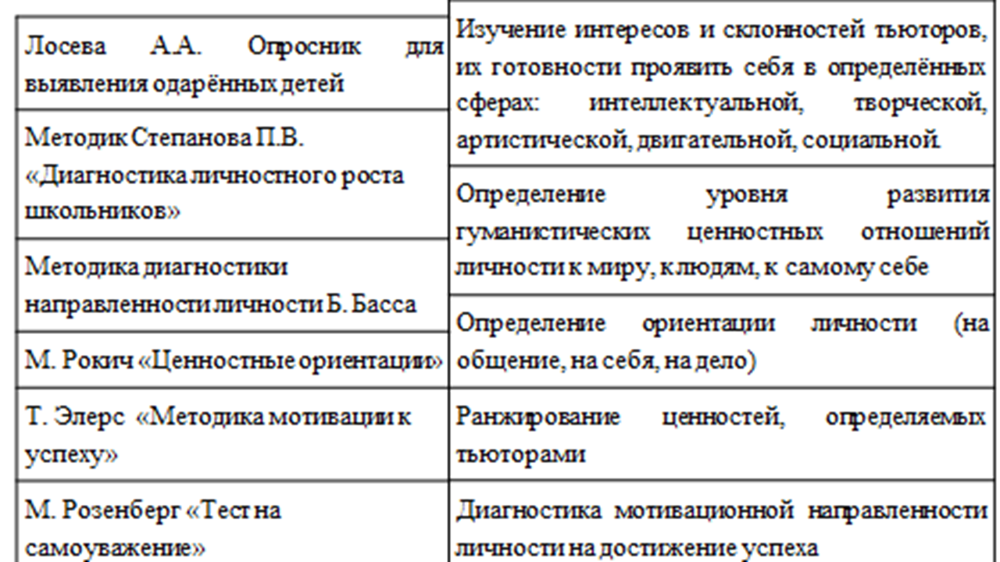 Лосева А.А. Опросник для
выявления одарённых детей
Методик Степанова П.В.
«Диагностика личностного роста
школьников»
Методика диагностики
направленности личности Б. Басса
М. Рокич «Ценностные ориентации»
Т. Элерс «Методика мотивации к
успеху»
М. Розенберг «Тест на
самоуважение»
Изучение интересов и склонностей тьюторов,
их готовности проявить себя в определённых
сферах: интеллектуальной, творческой,
артистической, двигательной, социальной.
Определение уровня развития
гуманистических ценностных отношений
личности к миру, к людям, к самому себе
Определение ориентации личности (на
общение, на себя, на дело)
Ранжирование ценностей, определяемых
тьюторами
Диагностика мотивационной направленности
личности на достижение успеха